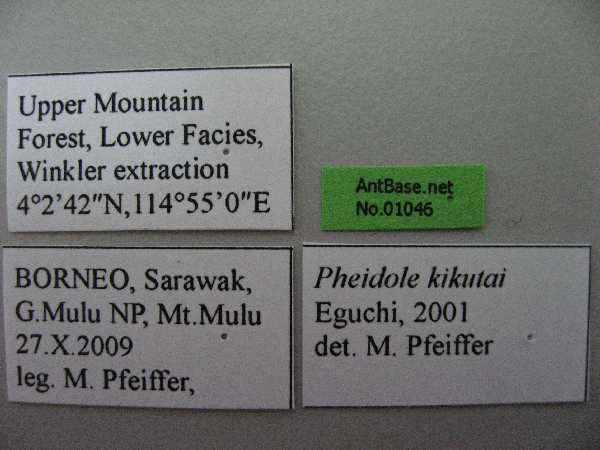 Upper Mountain
Forest, Lower Facies,
Winkler extraction
4°2'42"N,114°55'0"E
AntBase.net
No.01046
BORNEO, Sarawak,
G.Mulu NP, Mt.Mulu
27.X.2009
leg. M. Pfeiffer,
Pheidole kikutai
Eguchi, 2001
det. M. Pfeiffer